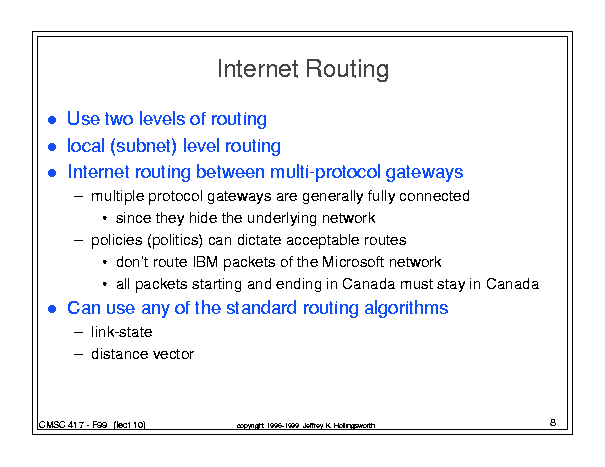 Internet Routing
● Use two levels of routing
● local (subnet) level routing
● Internet routing between multi-protocol gateways
– multiple protocol gateways are generally fully connected
• since they hide the underlying network
– policies (politics) can dictate acceptable routes
• don't route IBM packets of the Microsoft network
• all packets starting and ending in Canada must stay in Canada
● Can use any of the standard routing algorithms
– link-state
– distance vector
CMSC 417 - F99 (lect 10)
copyright 1996-1999 Jeffrey K. Hollingsworth
8